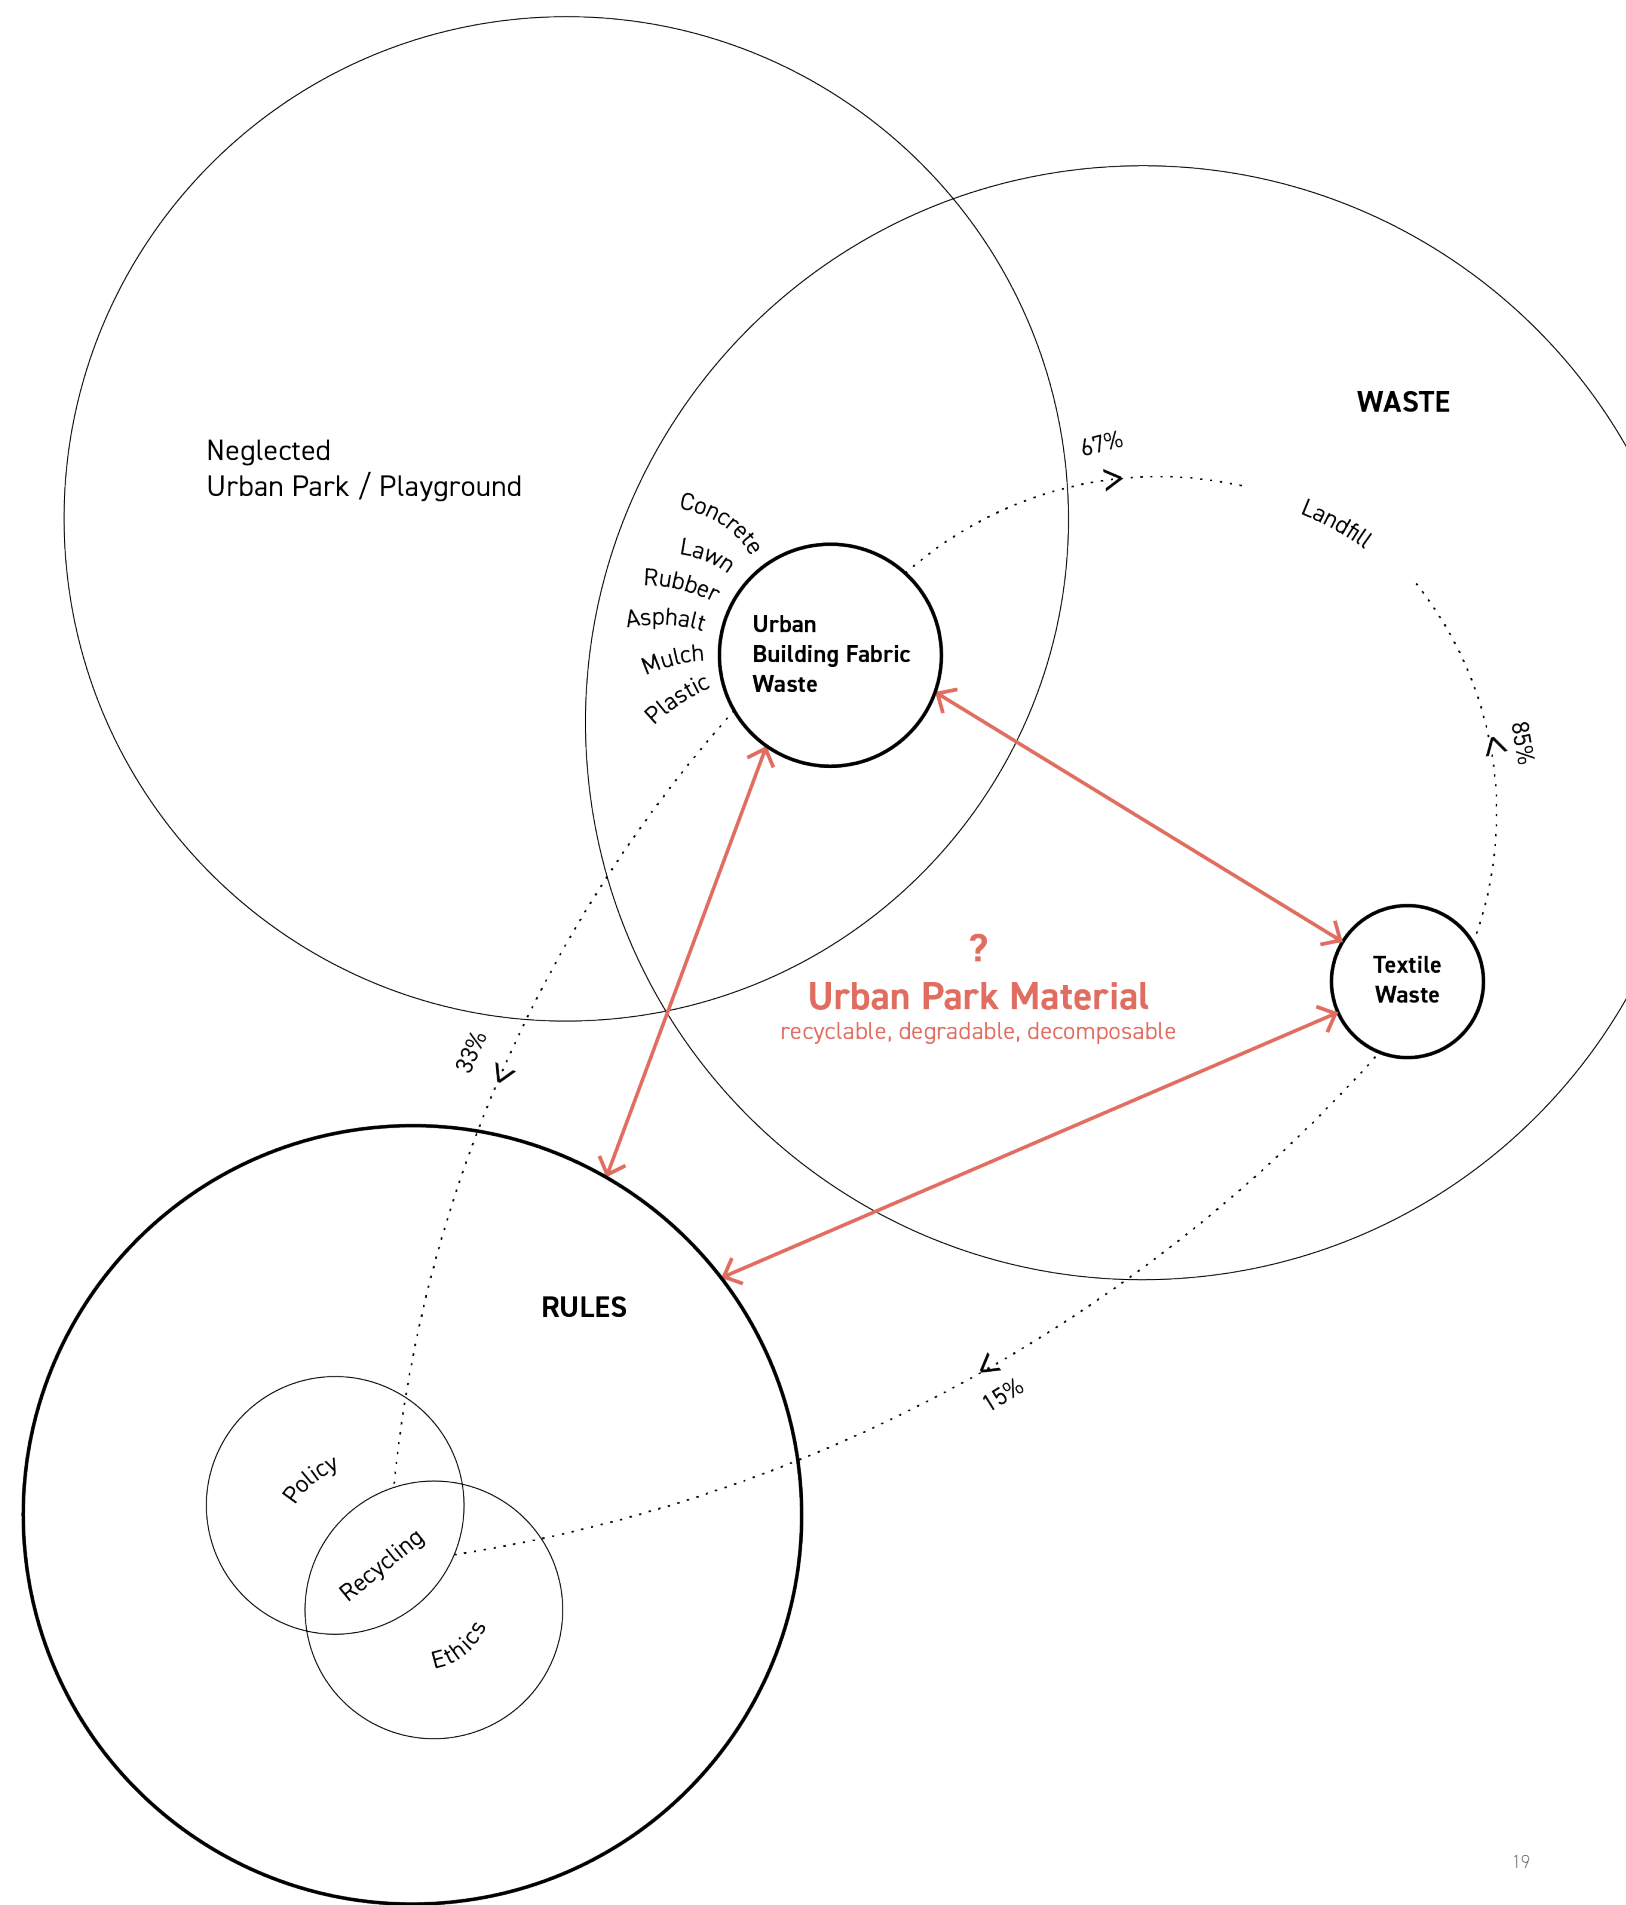 WASTE
67%
Neglected
Urban Park / Playground
Concrete
Lawn
Rubber
Asphalt
Mulch
Plastic
Urban
Building Fabric
Waste
Landfill
85%
?
Urban Park Material
recyclable, degradable, decomposable
Textile
Waste
33%
RULES
15%
Policy
Recycling
Ethics
19